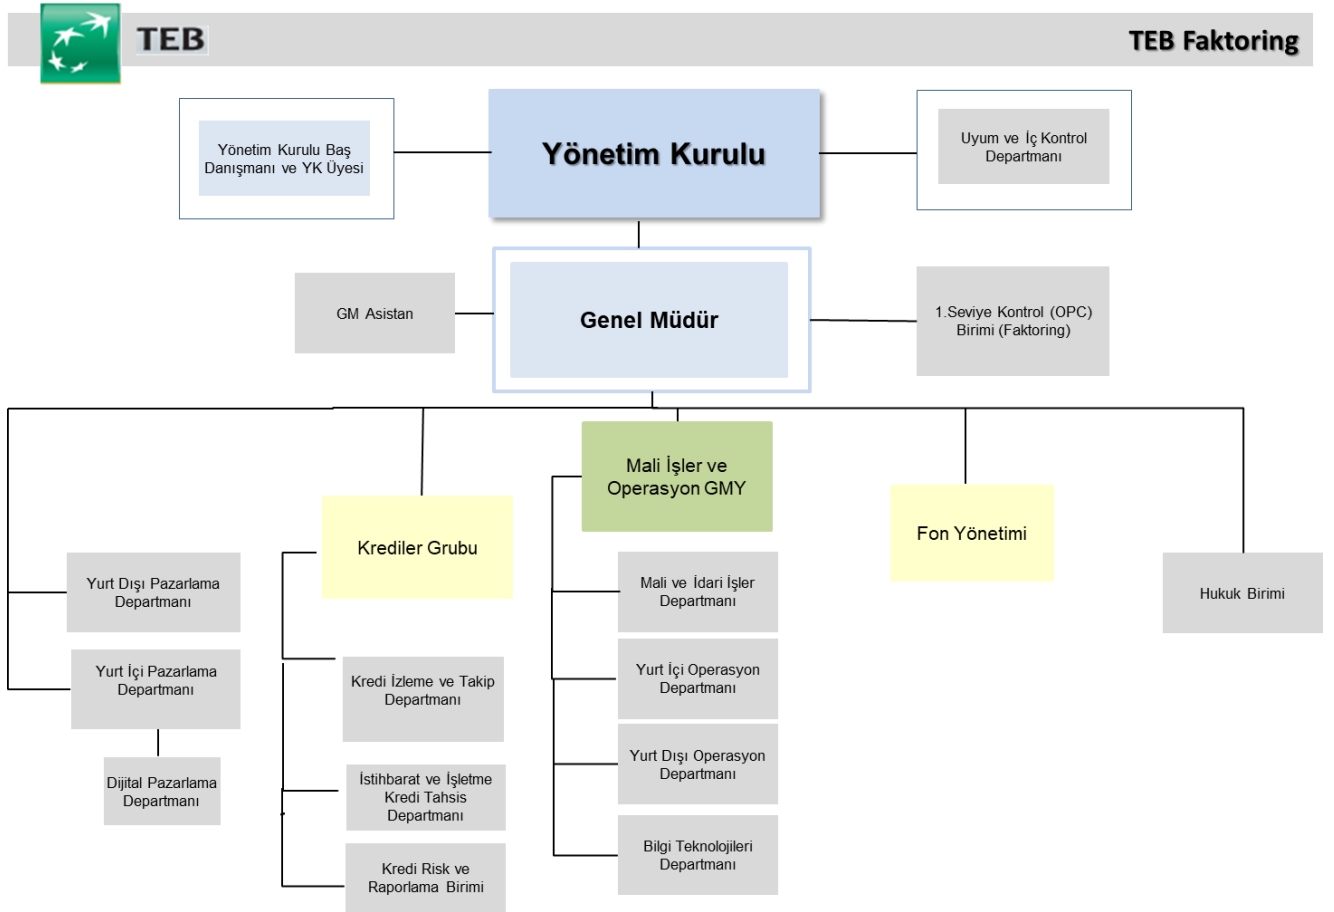 TEB
TEB Faktoring
Yönetim Kurulu Baş
Danışmanı ve YK Üyesi
Yönetim Kurulu
Uyum ve İç Kontrol
Departmanı
GM Asistan
Genel Müdür
1.Seviye Kontrol (OPC)
Birimi (Faktoring)
Mali İşler ve
Operasyon GMY
Krediler Grubu
Fon Yönetimi
Yurt Dışı Pazarlama
Departmanı
Mali ve İdari İşler
Departmanı
Hukuk Birimi
Yurt İçi Pazarlama
Departmanı
Kredi İzleme ve Takip
Departmanı
Yurt İçi Operasyon
Departmanı
Dijital Pazarlama
Departmanı
İstihbarat ve İşletme
Kredi Tahsis
Departmanı
Yurt Dışı Operasyon
Departmanı
Kredi Risk ve
Raporlama Birimi
Bilgi Teknolojileri
Departmanı